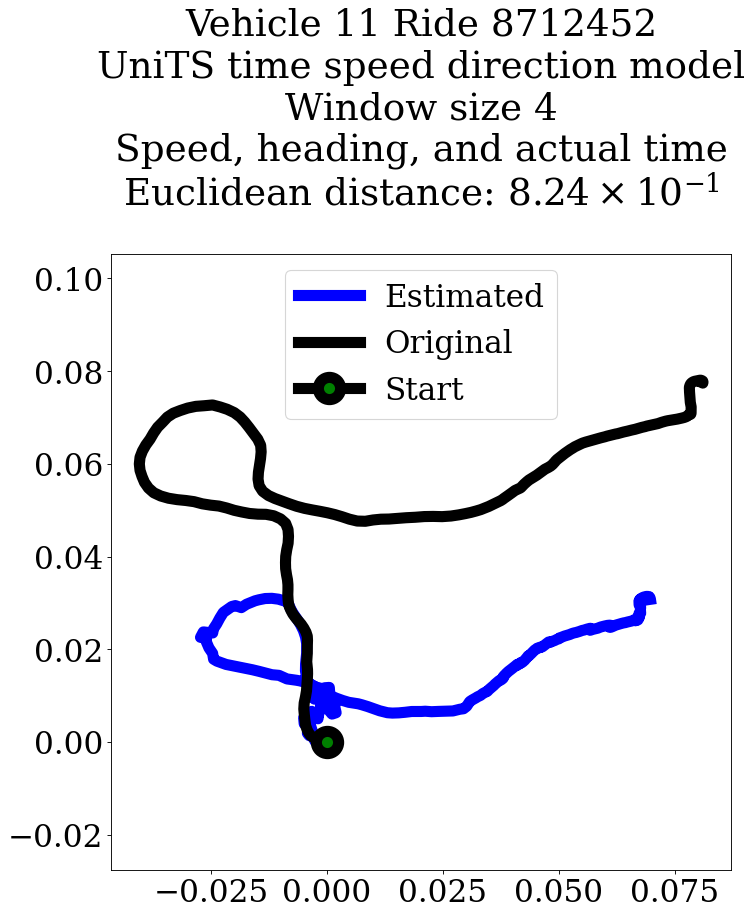 Vehicle 11 Ride 8712452
UniTS time speed direction model
Window size 4
Speed, heading, and actual time
Euclidean distance: $8.24 \times 10^{-1}$
Estimated
Original
Start
0.10
0.08
0.06
0.04
0.02
0.00
−0.02
−0.025 0.000 0.025 0.050 0.075